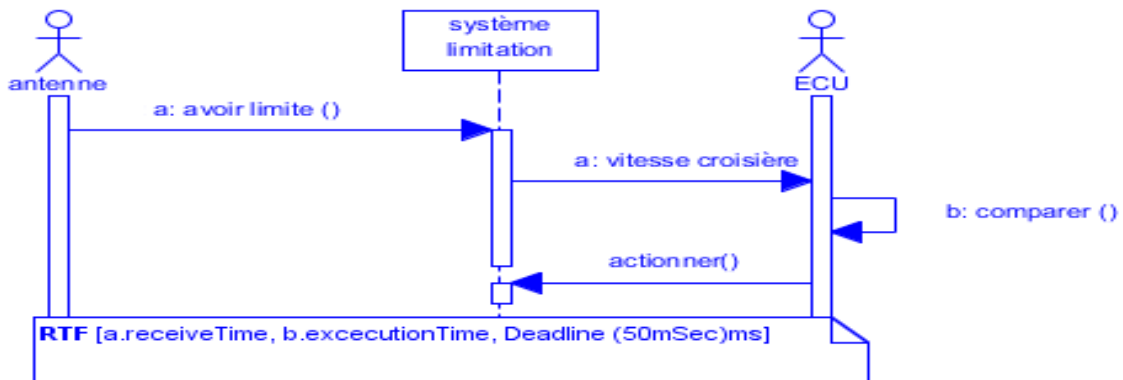 système
limitation
antenne
ECU
a: avoir limite ()
a: vitesse croisière
b: comparer ()
actionner()
RTF [a.receiveTime, b.excecutionTime, Deadline (50mSec)ms]